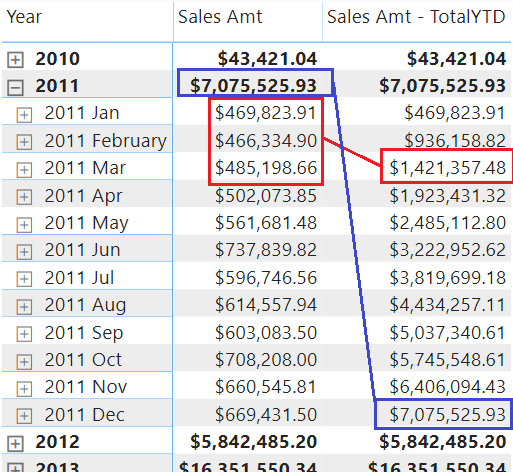 Year Sales Amt Sales Amt - TotalYTD
2010 $43,421.04 $43,421.04
2011 $7,075,525.93 $7,075,525.93
2011 Jan $469,823.91 $469,823.91
2011 February $466,334.90 $936,158.82
2011 Mar $485,198.66 $1,421,357.48
2011 Apr $502,073.85 $1,923,431.32
2011 May $561,681.48 $2,485,112.80
2011 Jun $737,839.82 $3,222,952.62
2011 Jul $596,746.56 $3,819,699.18
2011 Aug $614,557.94 $4,434,257.11
2011 Sep $603,083.50 $5,037,340.61
2011 Oct $708,208.00 $5,745,548.61
2011 Nov $660,545.81 $6,406,094.43
2011 Dec $669,431.50 $7,075,525.93
2012 $5,842,485.20 $5,842,485.20
2013 $16,351,550.34 $16,351,550.34